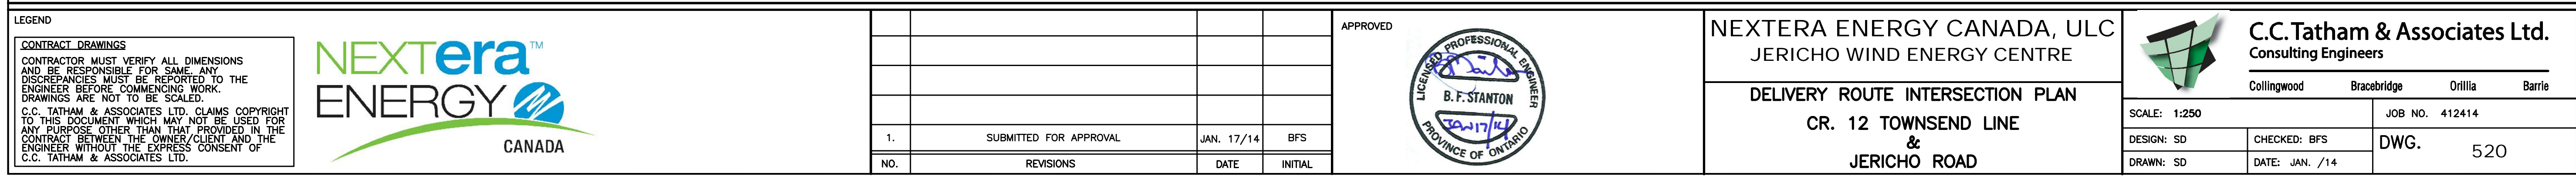 LEGEND
CONTRACT DRAWINGS
CONTRACTOR MUST VERIFY ALL DIMENSIONS
AND BE RESPONSIBLE FOR SAME. ANY
DISCREPANCIES MUST BE REPORTED TO THE
ENGINEER BEFORE COMMENCING WORK.
DRAWINGS ARE NOT TO BE SCALED.
C.C. TATHAM & ASSOCIATES LTD. CLAIMS COPYRIGHT
TO THIS DOCUMENT WHICH MAY NOT BE USED FOR
ANY PURPOSE OTHER THAN THAT PROVIDED IN THE
CONTRACT BETWEEN THE OWNER/CLIENT AND THE
ENGINEER WITHOUT THE EXPRESS CONSENT OF
C.C. TATHAM & ASSOCIATES LTD.
NEXTera™
ENERGY
CANADA
1. SUBMITTED FOR APPROVAL JAN. 17/14 BFS
NO. REVISIONS DATE INITIAL
APPROVED
LICENSED PROFESSIONAL ENGINEER
B. F. STANTON
JAN 17/14
PROVINCE OF ONTARIO
NEXTERA ENERGY CANADA, ULC
JERICHO WIND ENERGY CENTRE
DELIVERY ROUTE INTERSECTION PLAN
CR. 12 TOWNSEND LINE
&
JERICHO ROAD
C.C.Tatham & Associates Ltd.
Consulting Engineers
Collingwood Bracebridge Orillia Barrie
SCALE: 1:250 JOB NO. 412414
DESIGN: SD CHECKED: BFS DWG. 520
DRAWN: SD DATE: JAN. /14